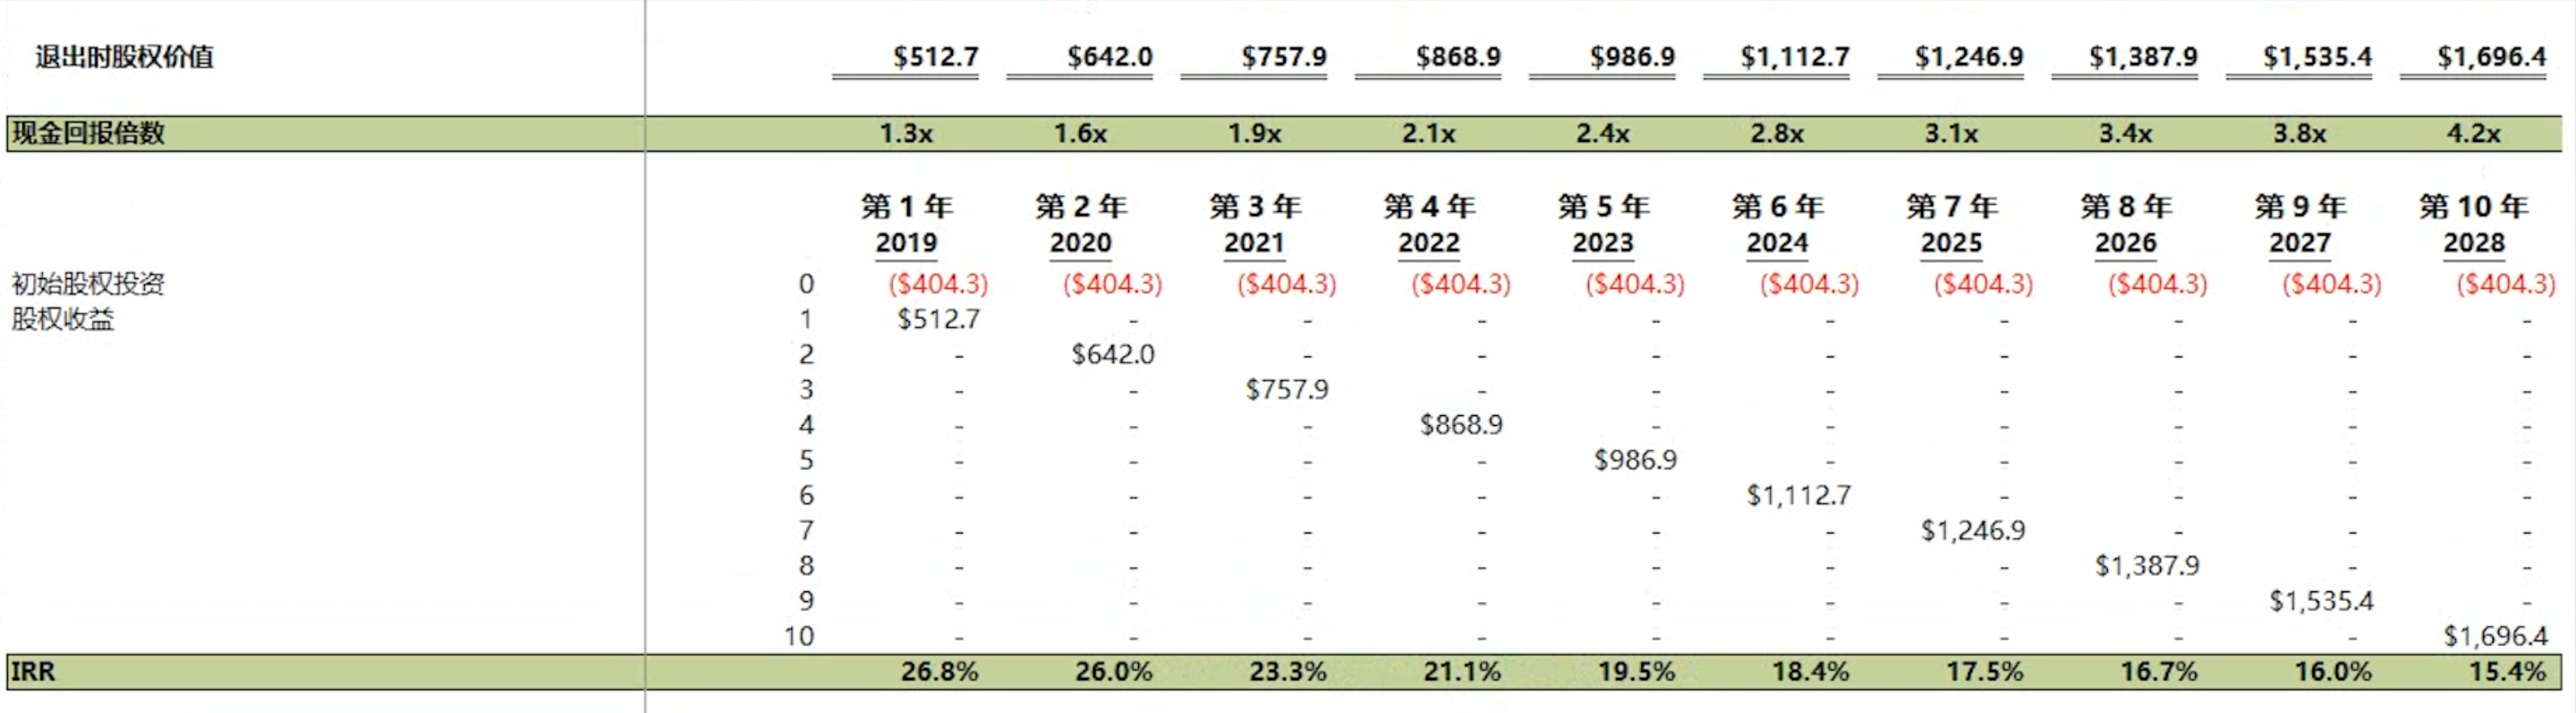 退出时股权价值 $512.7 $642.0 $757.9 $868.9 $986.9 $1,112.7 $1,246.9 $1,387.9 $1,535.4 $1,696.4
现金回报倍数 1.3x 1.6x 1.9x 2.1x 2.4x 2.8x 3.1x 3.4x 3.8x 4.2x
第 1 年 第 2 年 第 3 年 第 4 年 第 5 年 第 6 年 第 7 年 第 8 年 第 9 年 第 10 年
2019 2020 2021 2022 2023 2024 2025 2026 2027 2028
初始股权投资 0 ($404.3) ($404.3) ($404.3) ($404.3) ($404.3) ($404.3) ($404.3) ($404.3) ($404.3) ($404.3)
股权收益 1 $512.7 - - - - - - - - -
2 - $642.0 - - - - - - - -
3 - - $757.9 - - - - - - -
4 - - - $868.9 - - - - - -
5 - - - - $986.9 - - - - -
6 - - - - - $1,112.7 - - - -
7 - - - - - - $1,246.9 - - -
8 - - - - - - - $1,387.9 - -
9 - - - - - - - - $1,535.4 -
10 - - - - - - - - - $1,696.4
IRR 26.8% 26.0% 23.3% 21.1% 19.5% 18.4% 17.5% 16.7% 16.0% 15.4%